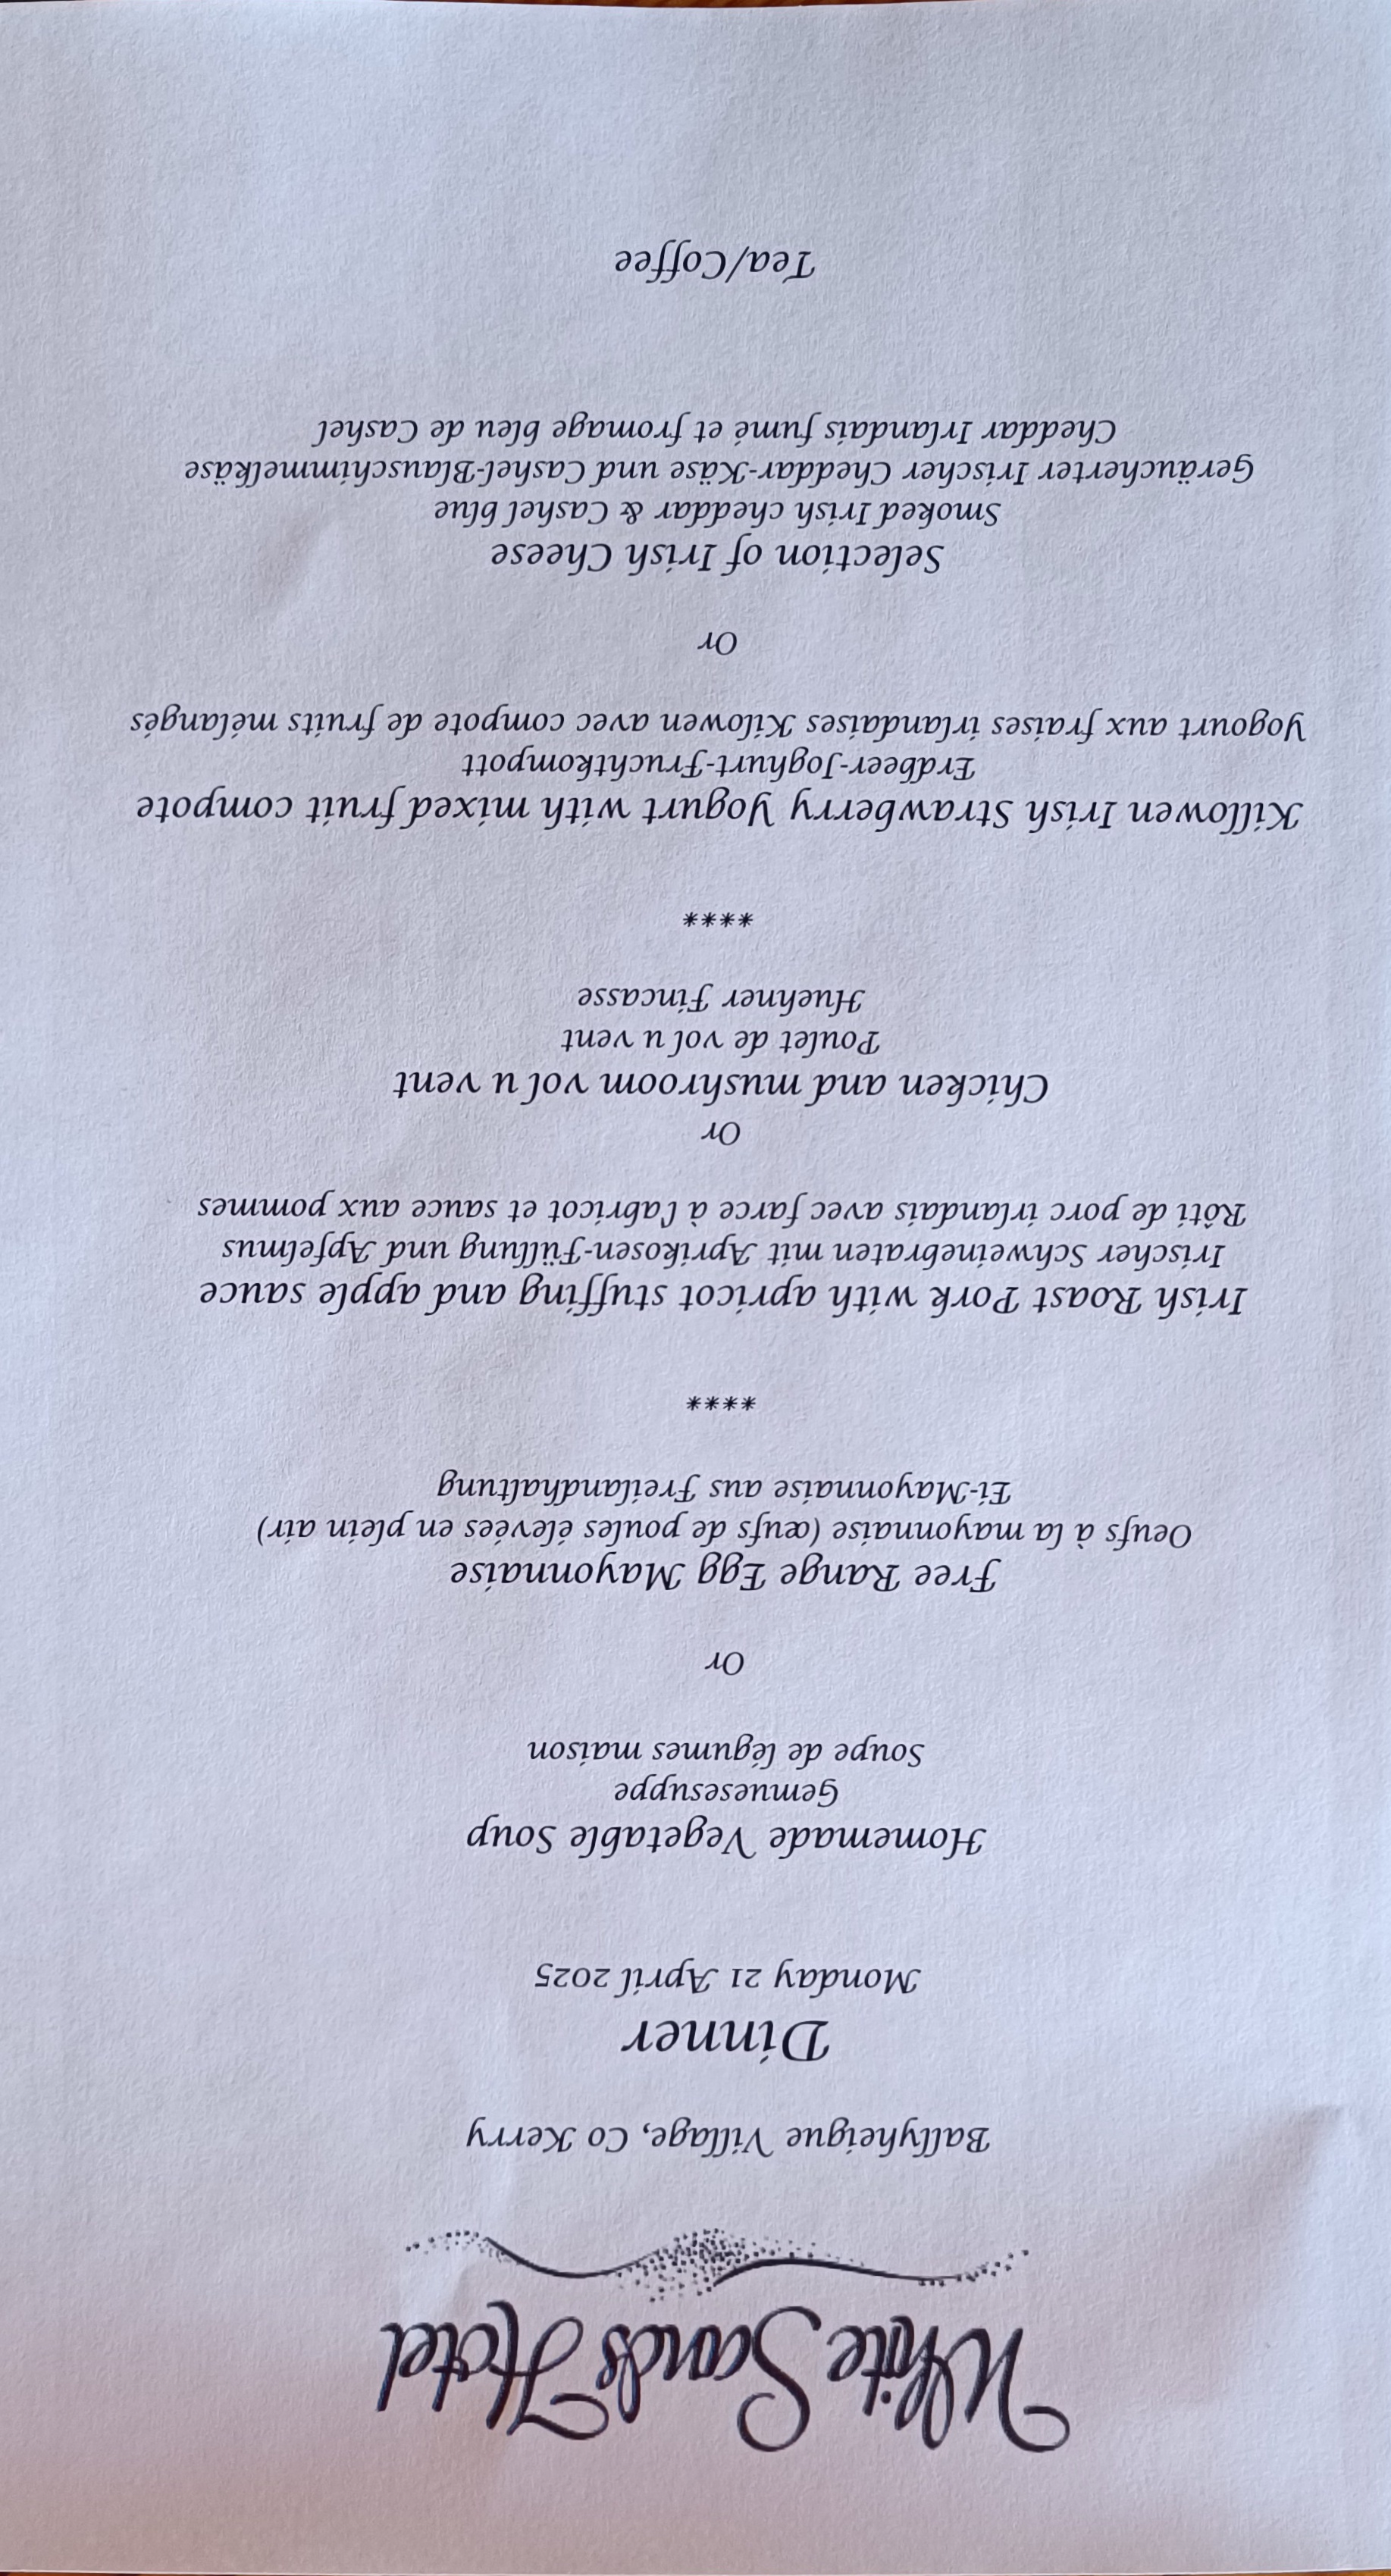 White Sands Hotel
Ballyheigue Village, Co Kerry
Dinner
Monday 21 April 2025
Homemade Vegetable Soup
Gemuesesuppe
Soupe de légumes maison
Or
Free Range Egg Mayonnaise
Oeufs à la mayonnaise (œufs de poules élevées en plein air)
Ei-Mayonnaise aus Freilandhaltung
****
Irish Roast Pork with apricot stuffing and apple sauce
Irischer Schweinebraten mit Aprikosen-Füllung und Apfelmus
Rôti de porc irlandais avec farce à l'abricot et sauce aux pommes
Or
Chicken and mushroom vol u vent
Poulet de vol u vent
Huehner Fincasse
****
Killowen Irish Strawberry Yogurt with mixed fruit compote
Erdbeer-Joghurt-Fruchtkompott
Yogourt aux fraises irlandaises Kilowen avec compote de fruits mélangés
Or
Selection of Irish Cheese
Smoked Irish cheddar & Cashel blue
Geräucherter Irischer Cheddar-Käse und Cashel-Blauschimmelkäse
Cheddar Irlandais fumé et fromage bleu de Cashel
Tea/Coffee